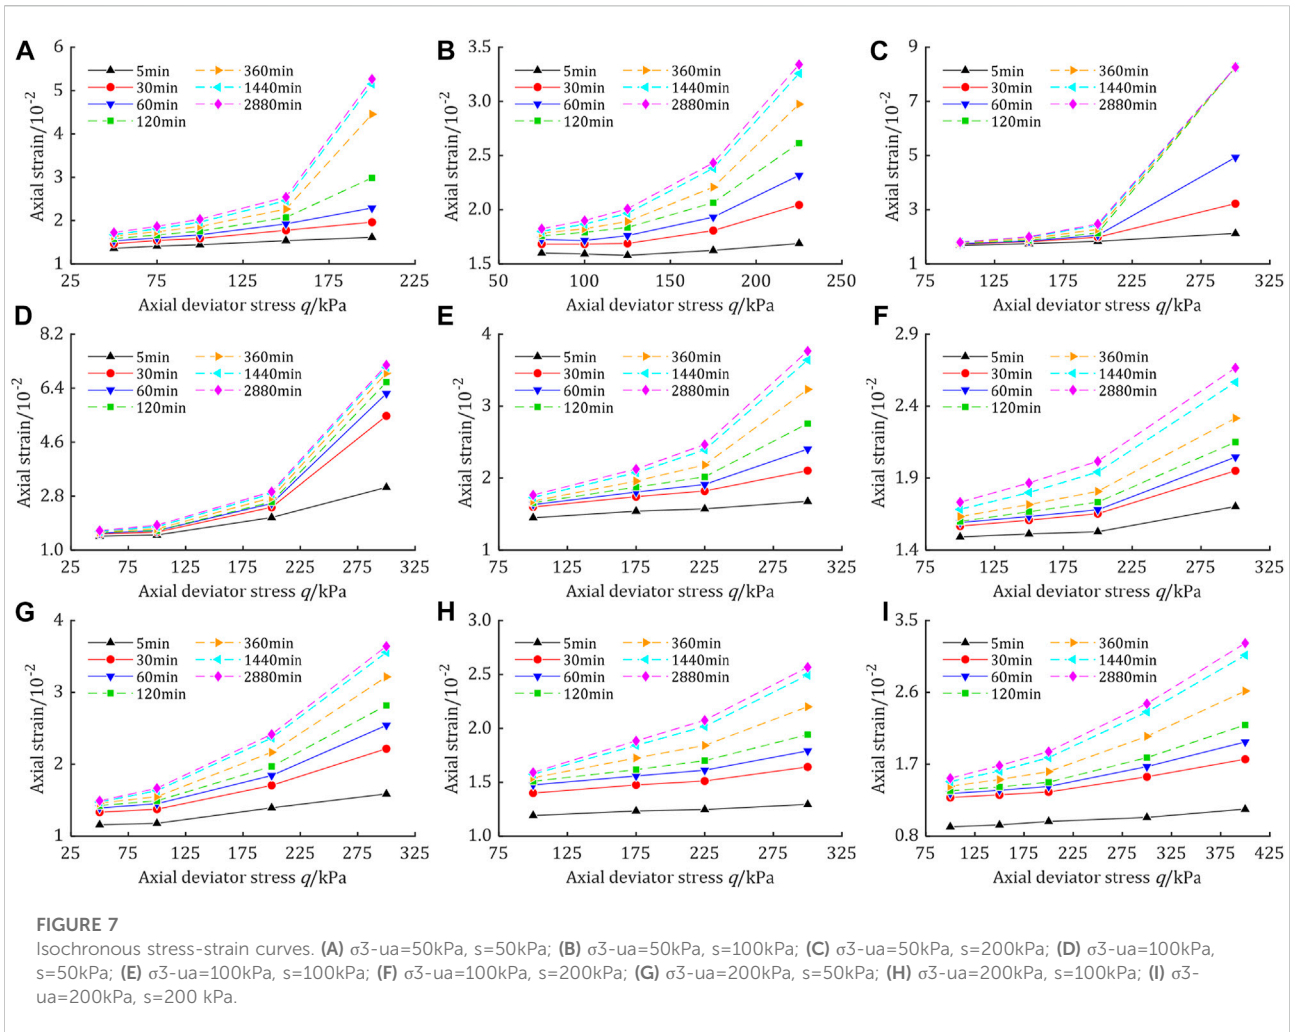 A
6
5
4
3
2
1
Axial strain/10-2
5min
30min
60min
120min
360min
1440min
2880min
25 75 125 175 225
Axial deviator stress q/kPa
B
3.5
3.0
2.5
2.0
1.5
Axial strain/10-2
5min
30min
60min
120min
360min
1440min
2880min
50 100 150 200 250
Axial deviator stress q/kPa
C
9
7
5
3
1
Axial strain/10-2
5min
30min
60min
120min
360min
1440min
2880min
75 125 175 225 275 325
Axial deviator stress q/kPa
D
8.2
6.4
4.6
2.8
1.0
Axial strain/10-2
5min
30min
60min
120min
360min
1440min
2880min
25 75 125 175 225 275 325
Axial deviator stress q/kPa
E
4
3
2
1
Axial strain/10-2
5min
30min
60min
120min
360min
1440min
2880min
75 125 175 225 275 325
Axial deviator stress q/kPa
F
2.9
2.4
1.9
1.4
Axial strain/10-2
5min
30min
60min
120min
360min
1440min
2880min
75 125 175 225 275 325
Axial deviator stress q/kPa
G
4
3
2
1
Axial strain/10-2
5min
30min
60min
120min
360min
1440min
2880min
25 75 125 175 225 275 325
Axial deviator stress q/kPa
H
3.0
2.5
2.0
1.5
1.0
Axial strain/10-2
5min
30min
60min
120min
360min
1440min
2880min
75 125 175 225 275 325
Axial deviator stress q/kPa
I
3.5
2.6
1.7
0.8
Axial strain/10-2
5min
30min
60min
120min
360min
1440min
2880min
75 125 175 225 275 325 375 425
Axial deviator stress q/kPa
FIGURE 7
Isochronous stress-strain curves. (A) σ3-ua=50kPa, s=50kPa; (B) σ3-ua=50kPa, s=100kPa; (C) σ3-ua=50kPa, s=200kPa; (D) σ3-ua=100kPa,
s=50kPa; (E) σ3-ua=100kPa, s=100kPa; (F) σ3-ua=100kPa, s=200kPa; (G) σ3-ua=200kPa, s=50kPa; (H) σ3-ua=200kPa, s=100kPa; (I) σ3-
ua=200kPa, s=200 kPa.